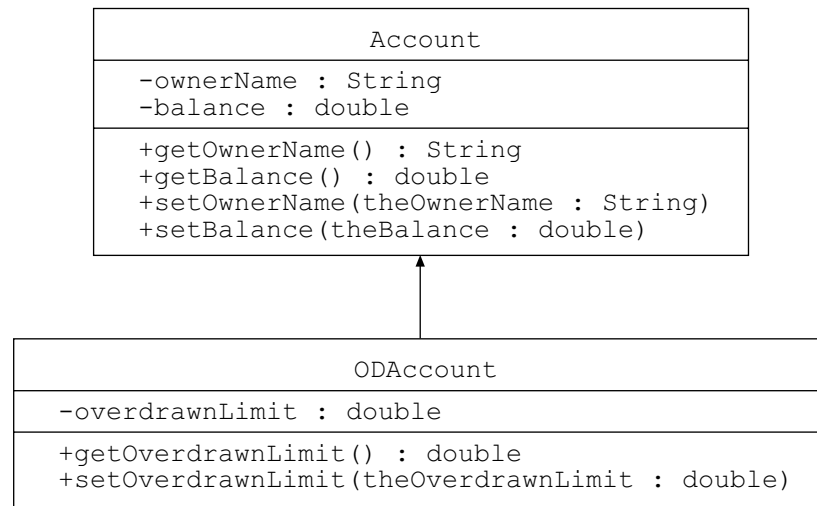 Account
-ownerName : String
-balance : double
+getOwnerName() : String
+getBalance() : double
+setOwnerName(theOwnerName : String)
+setBalance(theBalance : double)
ODAccount
-overdrawnLimit : double
+getOverdrawnLimit() : double
+setOverdrawnLimit(theOverdrawnLimit : double)